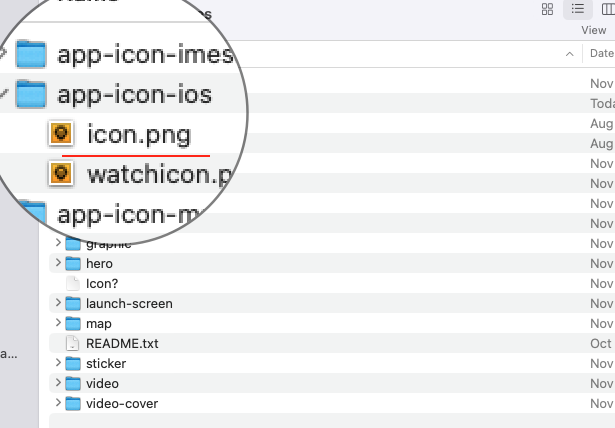 s
View
Date
app-icon-imes
Nov
app-icon-ios
Toda
icon.png
Aug
Aug
watchicon.p
Nov
Nov
app-icon-m
Nov
Nov
graphic
Nov
hero
Nov
Icon?
Nov
launch-screen
Nov
map
Nov
README.txt
Oct
a...
sticker
Nov
video
Nov
video-cover
Nov